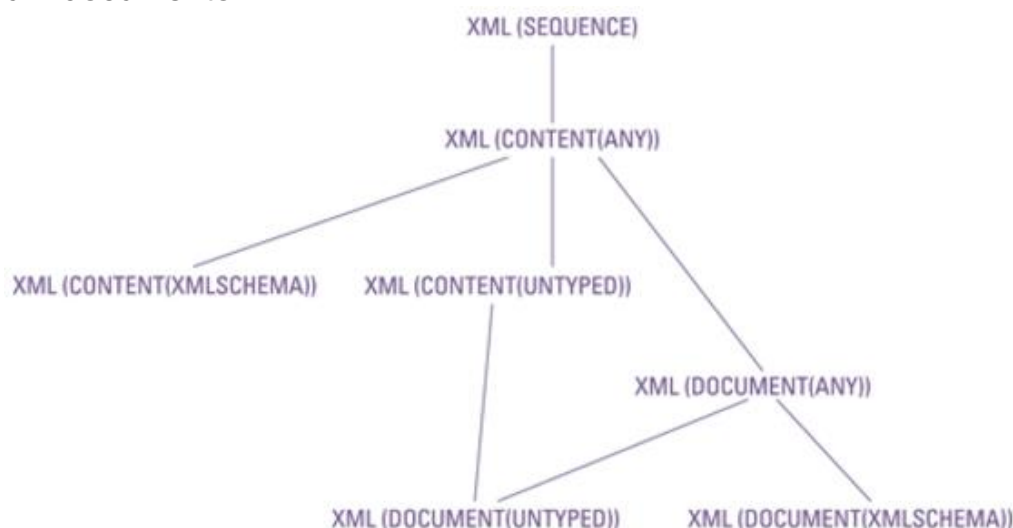 XML (SEQUENCE)
XML (CONTENT(ANY))
XML (CONTENT(XMLSCHEMA)) XML (CONTENT(UNTYPED))
XML (DOCUMENT(ANY))
XML (DOCUMENT(UNTYPED)) XML (DOCUMENT(XMLSCHEMA))